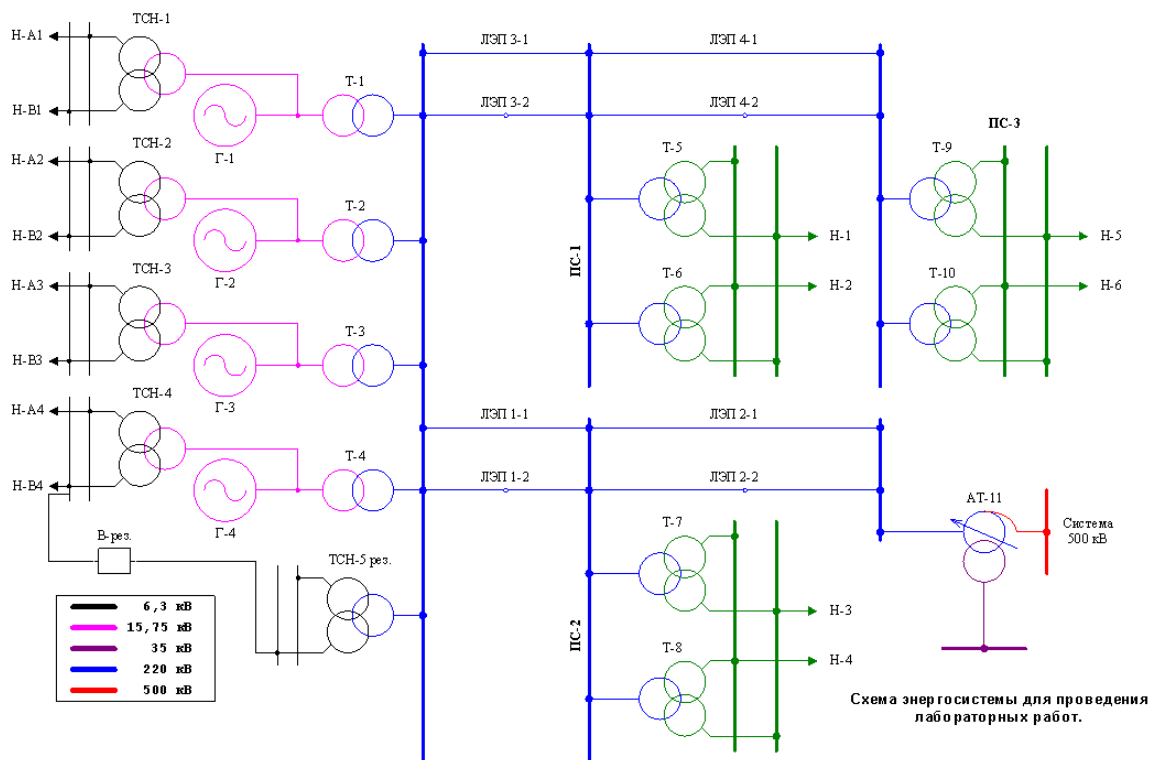 ТСН-1
Н-А1
Н-В1
Г-1
Т-1
ЛЭП 3-1
ЛЭП 4-1
ЛЭП 3-2
ЛЭП 4-2
ТСН-2
Н-А2
Н-В2
Г-2
Т-2
ПС-1
Т-5
Н-1
Т-6
Н-2
ПС-3
Т-9
Н-5
Т-10
Н-6
ТСН-3
Н-А3
Н-В3
Г-3
Т-3
ТСН-4
Н-А4
Н-В4
Г-4
Т-4
ЛЭП 1-1
ЛЭП 2-1
ЛЭП 1-2
ЛЭП 2-2
В-рез.
ТСН-5 рез.
ПС-2
Т-7
Н-3
Т-8
Н-4
АТ-11
Система
500 кВ
6,3 кВ
15,75 кВ
35 кВ
220 кВ
500 кВ
Схема энергосистемы для проведения
лабораторных работ.